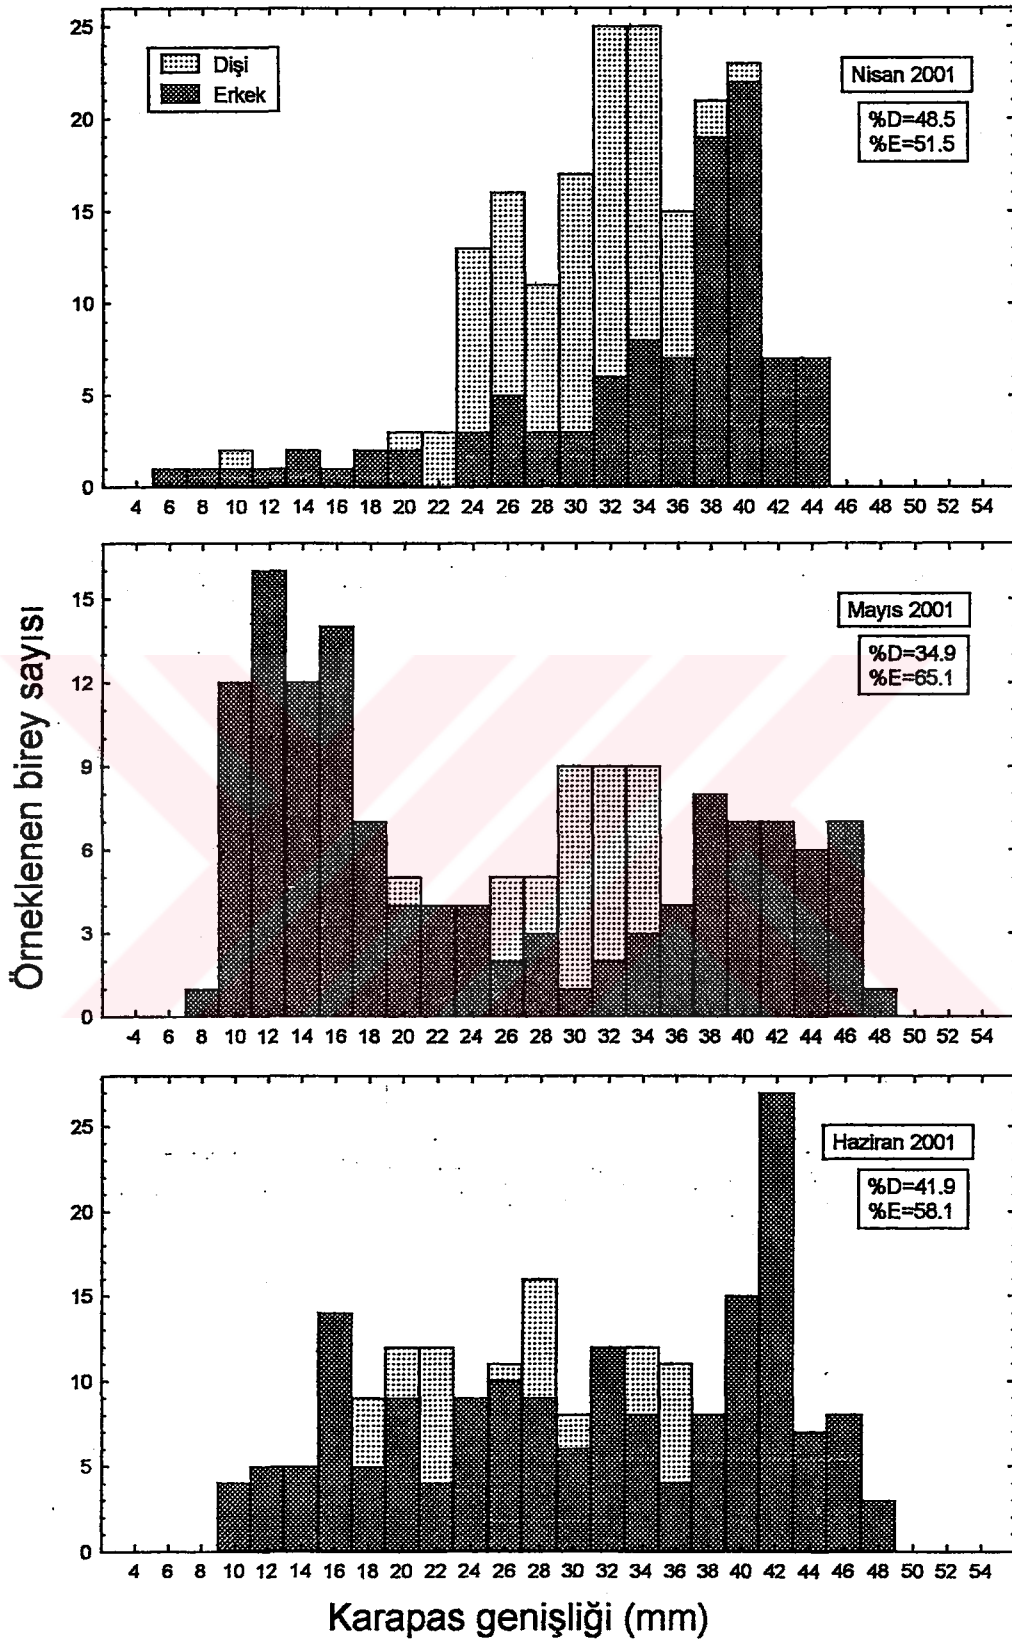 25
20
15
10
5
0
Dişi
Erkek
Nisan 2001
%D=48.5
%E=51.5
4 6 8 10 12 14 16 18 20 22 24 26 28 30 32 34 36 38 40 42 44 46 48 50 52 54
Örneklenen birey sayısı
15
12
9
6
3
0
Mayıs 2001
%D=34.9
%E=65.1
4 6 8 10 12 14 16 18 20 22 24 26 28 30 32 34 36 38 40 42 44 46 48 50 52 54
25
20
15
10
5
0
Haziran 2001
%D=41.9
%E=58.1
4 6 8 10 12 14 16 18 20 22 24 26 28 30 32 34 36 38 40 42 44 46 48 50 52 54
Karapas genişliği (mm)